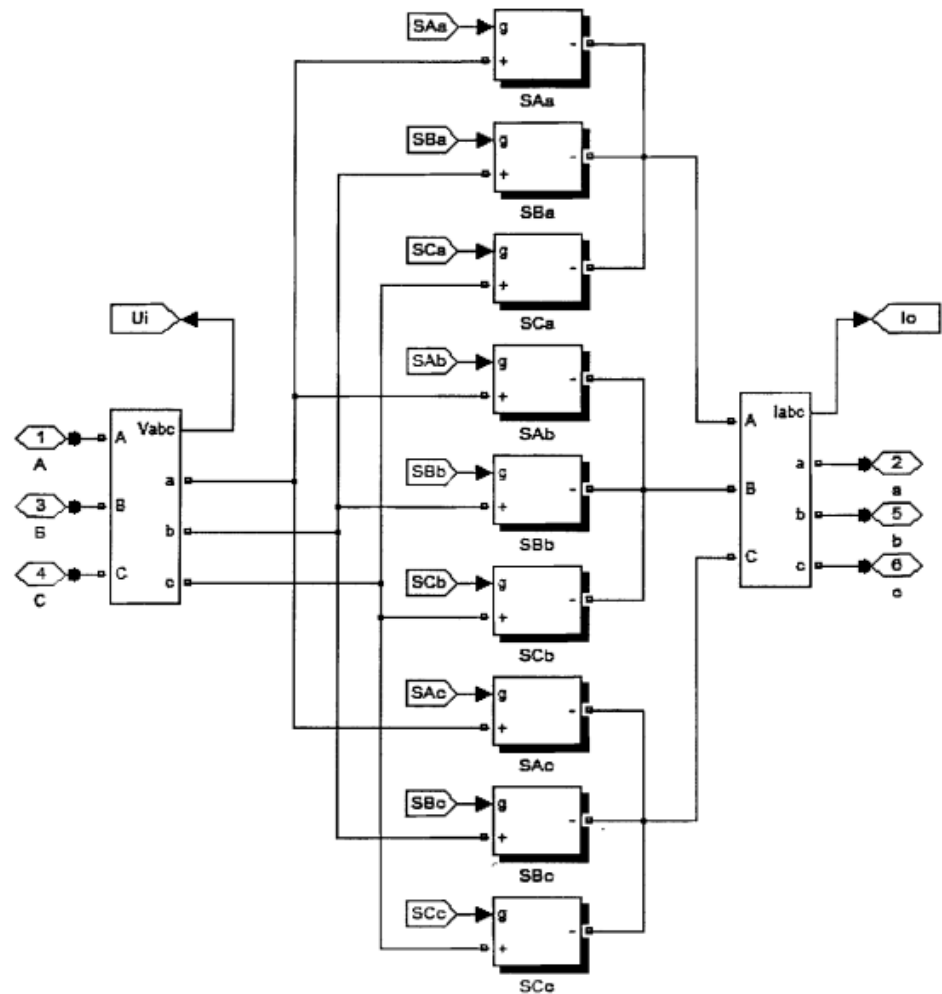 SAa
g
+
-
SAa
SBa
g
+
-
SBa
SCa
g
+
-
SCa
Ui
Io
SAb
g
+
-
SAb
SBb
g
+
-
SBb
SCb
g
+
-
SCb
1
A
3
Б
4
C
A
B
C
Vabc
a
b
c
A
B
C
Iabc
a
b
c
2
a
5
b
6
c
SAc
g
+
-
SAc
SBc
g
+
-
SBc
SCc
g
+
-
SCc